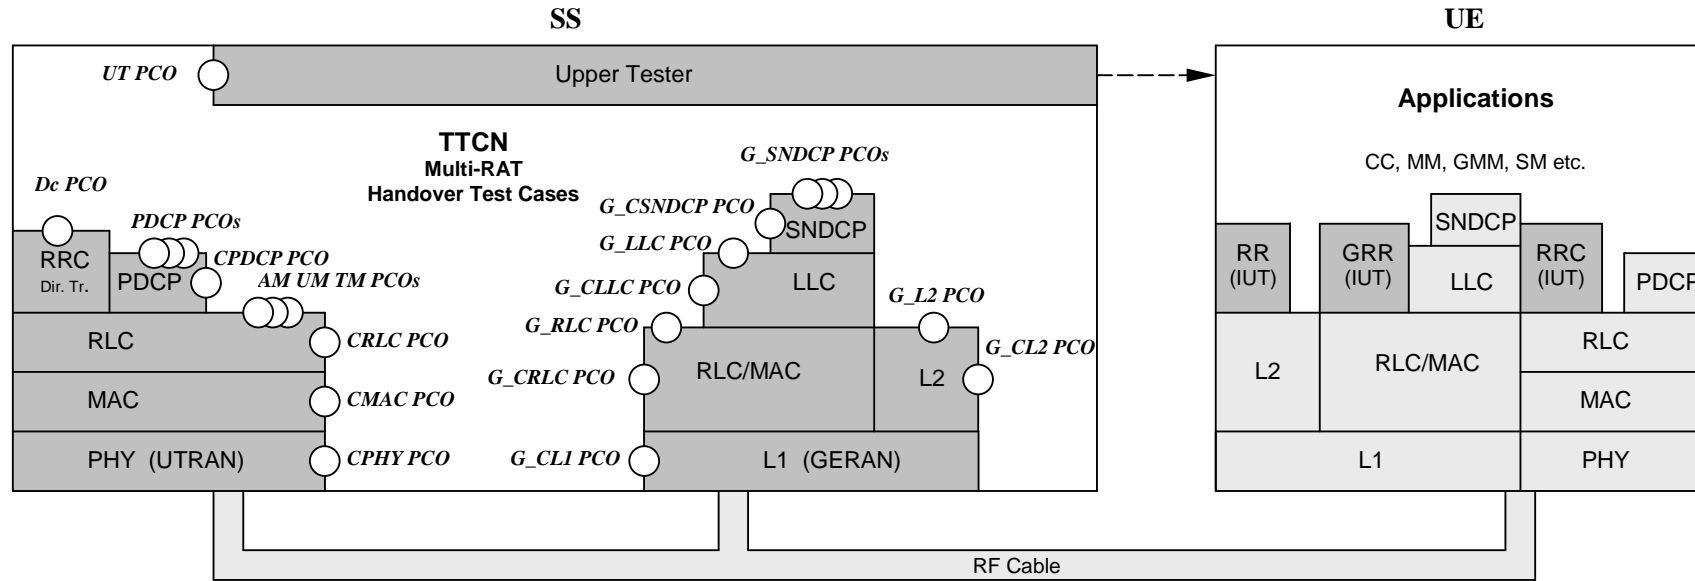 SS
UE
UT PCO
Upper Tester
Applications
TTCN
Multi-RAT
Handover Test Cases
G_SNDCP PCOs
CC, MM, GMM, SM etc.
Dc PCO
PDCP PCOs
G_CSNDCP PCO
SNDCP
SNDCP
CPDCP PCO
G_LLC PCO
RRC
Dir. Tr.
PDCP
AM UM TM PCOs
G_CLLC PCO
LLC
G_L2 PCO
RR
(IUT)
GRR
(IUT)
LLC
RRC
(IUT)
PDCP
RLC
CRLC PCO
G_RLC PCO
G_CL2 PCO
RLC
G_CRLC PCO
RLC/MAC
L2
L2
RLC/MAC
MAC
CMAC PCO
MAC
PHY (UTRAN)
CPHY PCO
G_CL1 PCO
L1 (GERAN)
L1
PHY
RF Cable